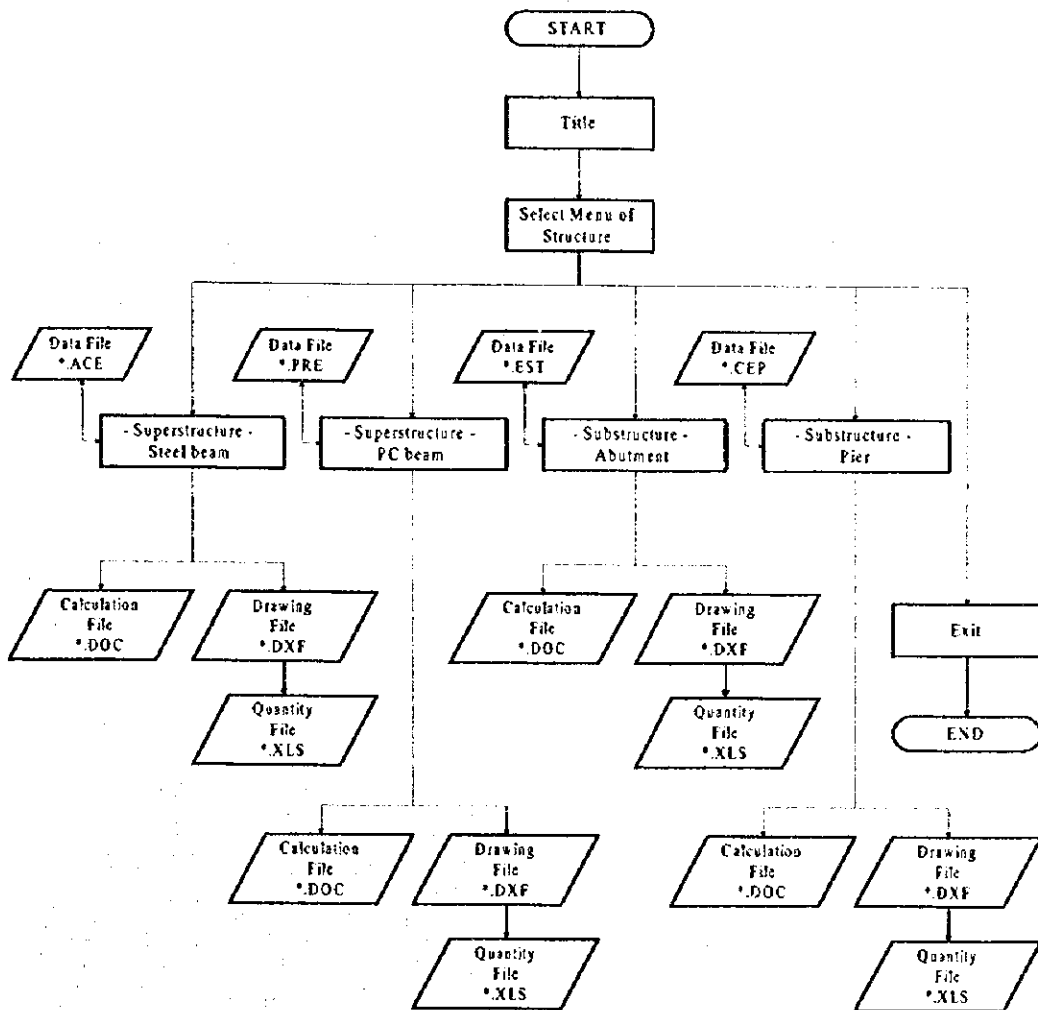 START
Title
Select Menu of
Structure
Data File
*.ACE
Data File
*.PRE
Data File
*.EST
Data File
*.CEP
- Superstructure -
Steel beam
- Superstructure -
PC beam
- Substructure -
Abutment
- Substructure -
Pier
Calculation
File
*.DOC
Drawing
File
*.DXF
Calculation
File
*.DOC
Drawing
File
*.DXF
Exit
Quantity
File
*.XLS
Quantity
File
*.XLS
END
Calculation
File
*.DOC
Drawing
File
*.DXF
Calculation
File
*.DOC
Drawing
File
*.DXF
Quantity
File
*.XLS
Quantity
File
*.XLS